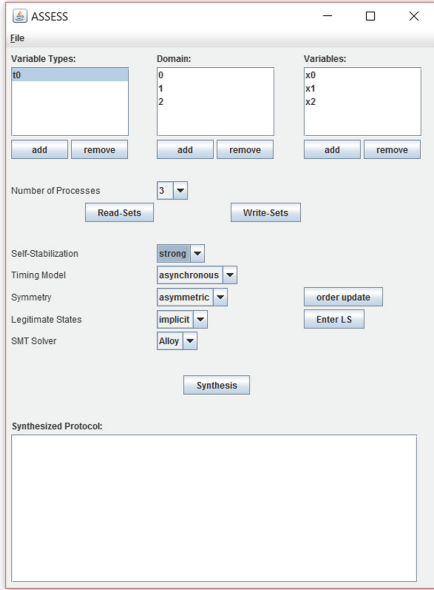 ASSESS
File
Variable Types: Domain: Variables:
t0 0 x0
1 x1
2 x2
add remove add remove add remove
Number of Processes 3
Read-Sets Write-Sets
Self-Stabilization strong
Timing Model asynchronous
Symmetry asymmetric order update
Legitimate States implicit Enter LS
SMT Solver Alloy
Synthesis
Synthesized Protocol: